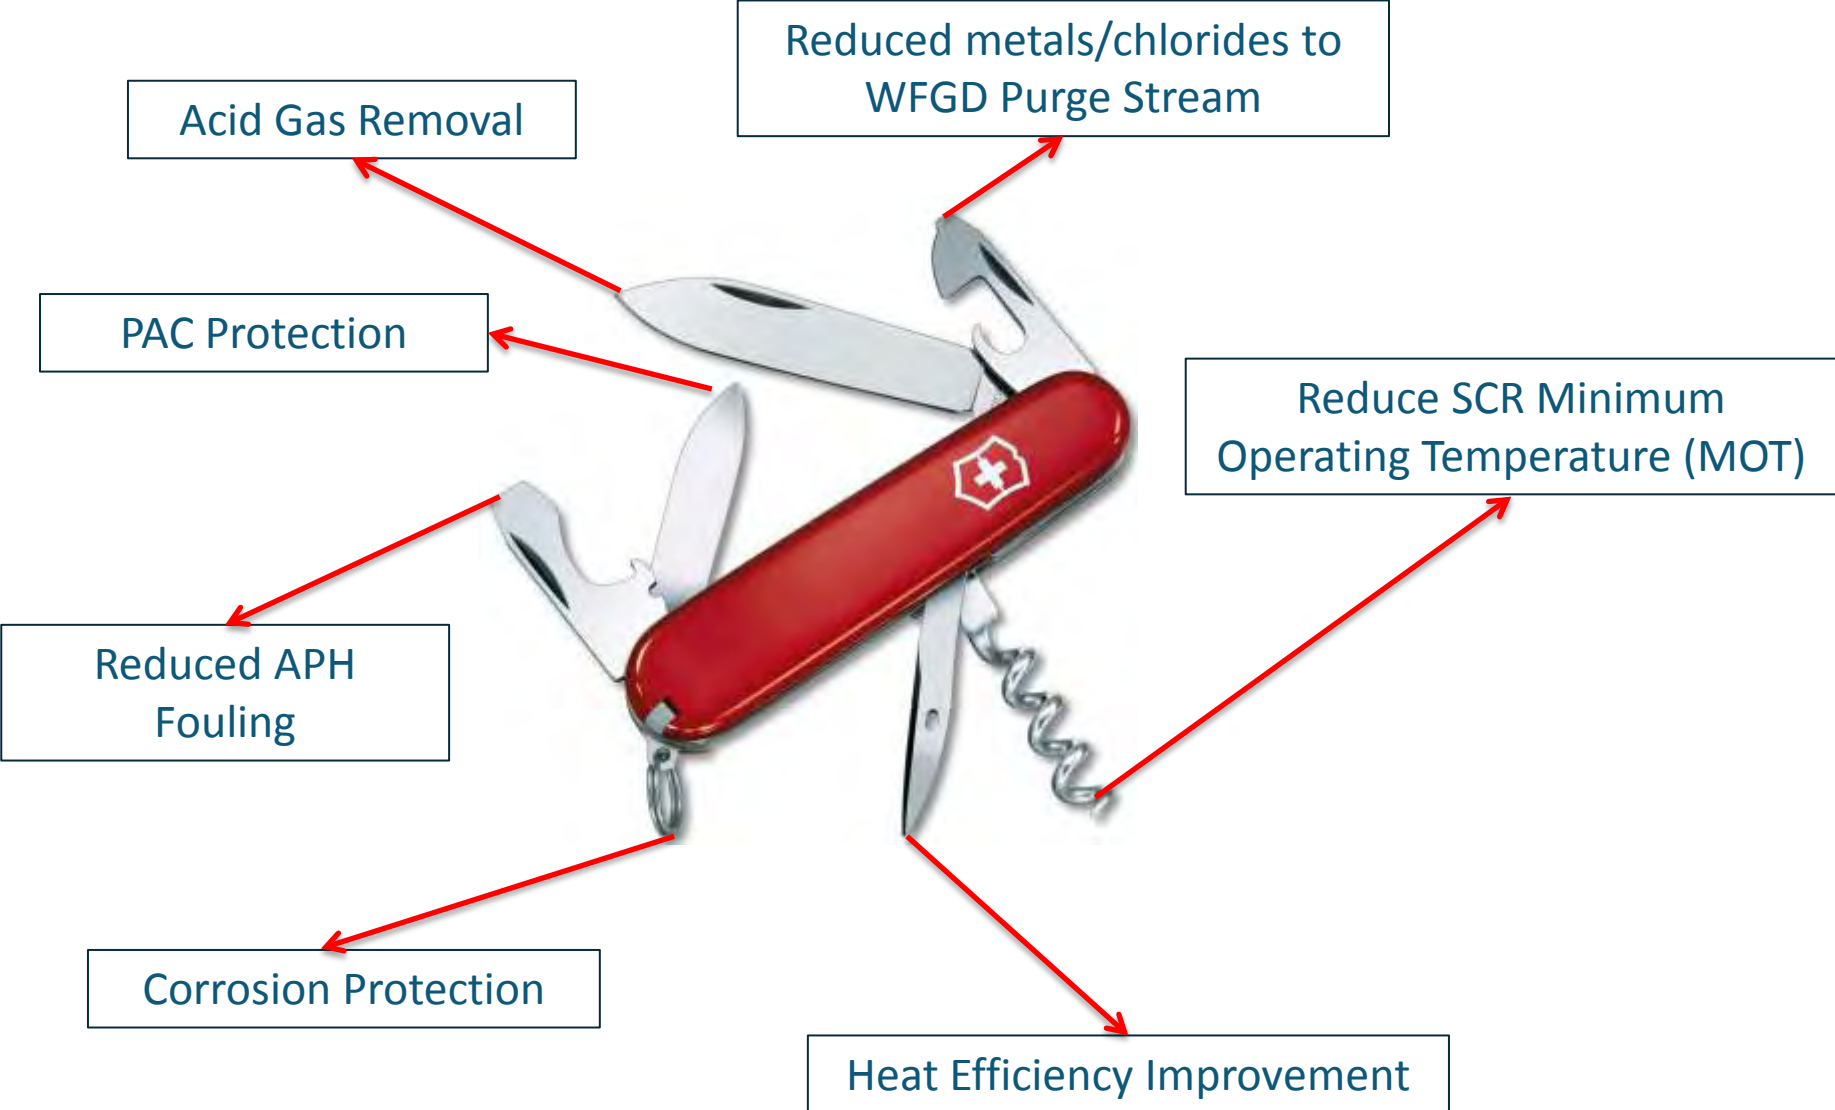 Reduced metals/chlorides to
WFGD Purge Stream
Acid Gas Removal
PAC Protection
Reduce SCR Minimum
Operating Temperature (MOT)
Reduced APH
Fouling
Corrosion Protection
Heat Efficiency Improvement